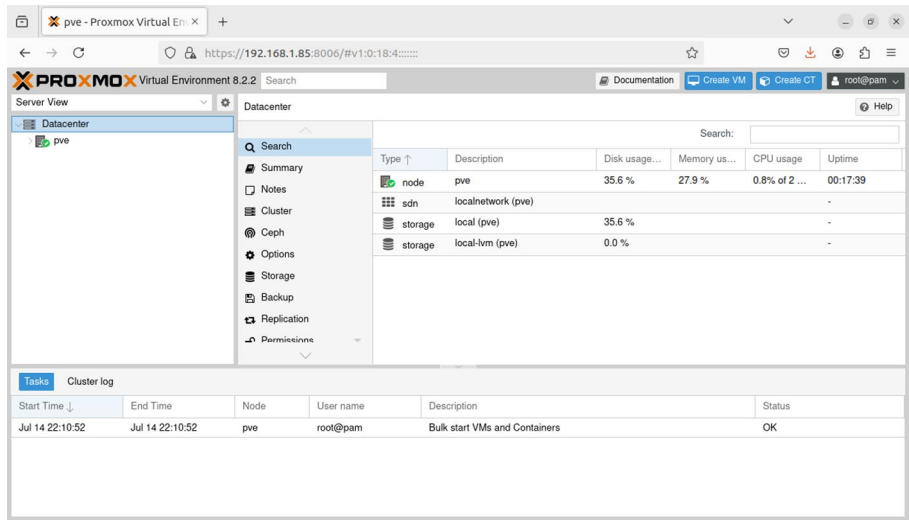 pve - Proxmox Virtual En
https://192.168.1.85:8006/#v1:0:18:4:::::::
PROXMOX Virtual Environment 8.2.2 Search
Documentation Create VM Create CT root@pam
Server View
Datacenter
pve
Datacenter
Help
Search
Summary
Notes
Cluster
Ceph
Options
Storage
Backup
Replication
Permissions
Search:
Type Description Disk usage... Memory us... CPU usage Uptime
node pve 35.6 % 27.9 % 0.8% of 2 ... 00:17:39
sdn localnetwork (pve) -
storage local (pve) 35.6 % -
storage local-lvm (pve) 0.0 % -
Tasks Cluster log
Start Time End Time Node User name Description Status
Jul 14 22:10:52 Jul 14 22:10:52 pve root@pam Bulk start VMs and Containers OK